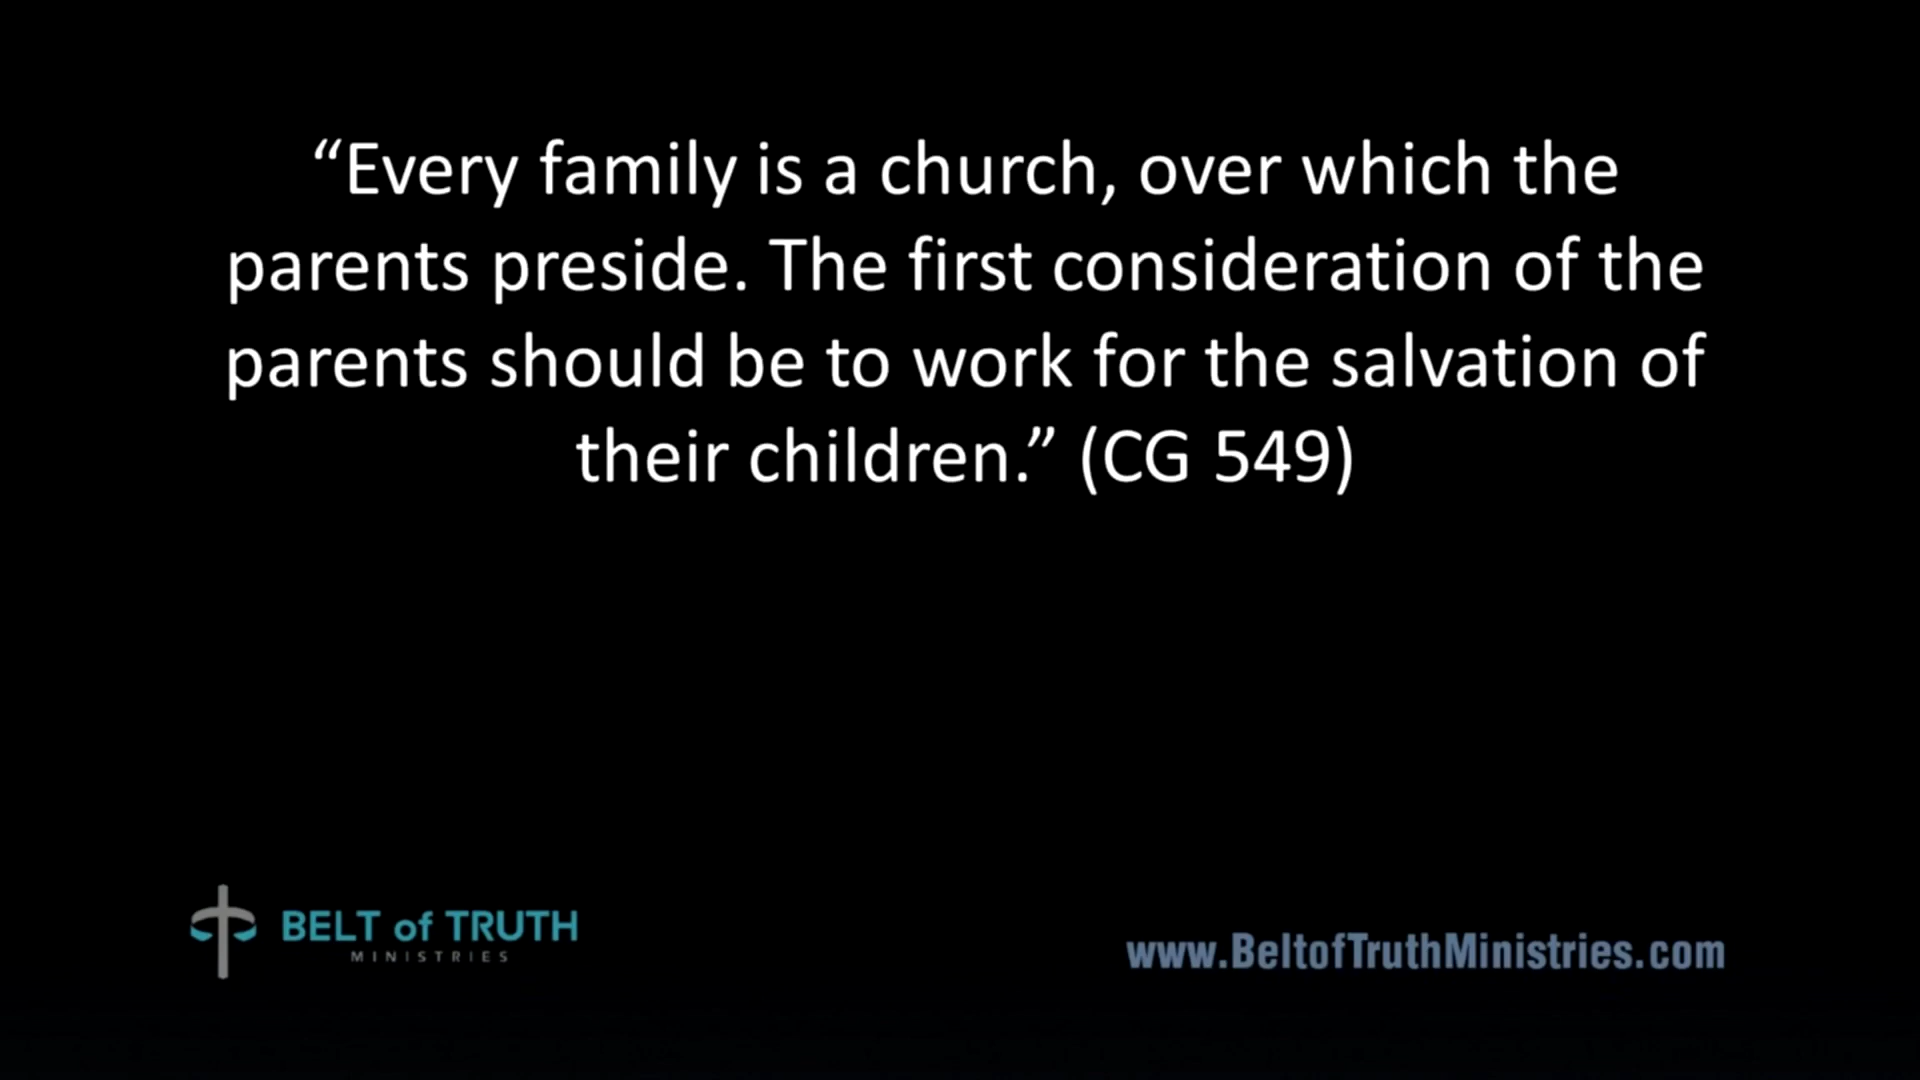 “Every family is a church, over which the
parents preside. The first consideration of the
parents should be to work for the salvation of
their children.” (CG 549)
BELT of TRUTH
MINISTRIES
www.BeltofTruthMinistries.com